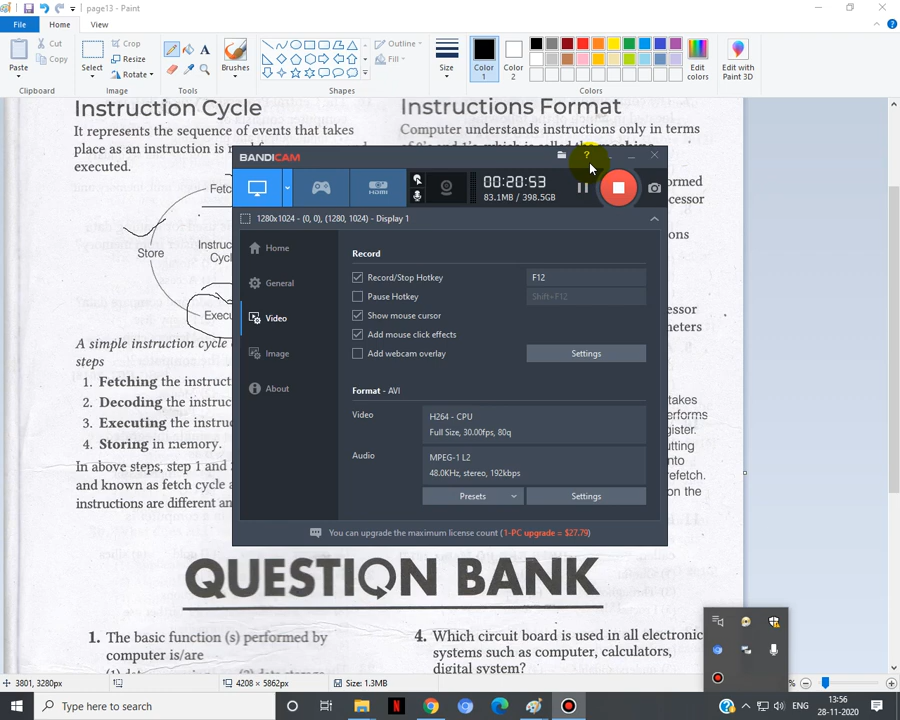 page13 - Paint
File
Home
View
Paste
Cut
Copy
Clipboard
Select
Crop
Resize
Rotate
Image
Tools
Brushes
Shapes
Outline
Fill
Size
Color 1
Color 2
Edit colors
Colors
Edit with Paint 3D
Instruction Cycle
It represents the sequence of events that takes
place as an instruction is
executed.
Store
A simple instruction cycle
steps
1. Fetching the
2. Decoding the
3. Executing the
4. Storing in memory.
In above steps, step 1 and
and known as fetch cycle
instructions are different
Instructions Format
Computer understands instructions only in terms
takes
on the
BANDICAM
HDMI
00:20:53
83.1MB / 398.5GB
1280x1024 - (0, 0), (1280, 1024) - Display 1
Home
General
Video
Image
About
Record
Record/Stop Hotkey
F12
Pause Hotkey
Shift+F12
Show mouse cursor
Add mouse click effects
Add webcam overlay
Settings
Format - AVI
Video
H264 - CPU
Full Size, 30.00fps, 80q
Audio
MPEG-1 L2
48.0KHz, stereo, 192kbps
Presets
Settings
You can upgrade the maximum license count (1-PC upgrade = $27.79)
QUESTION BANK
1. The basic function (s) performed by
computer is/are
4. Which circuit board is used in all electronic
systems such as computer, calculators,
digital system?
3801, 3280px
4208 × 5862px
Size: 1.3MB
Type here to search
13:56
28-11-2020